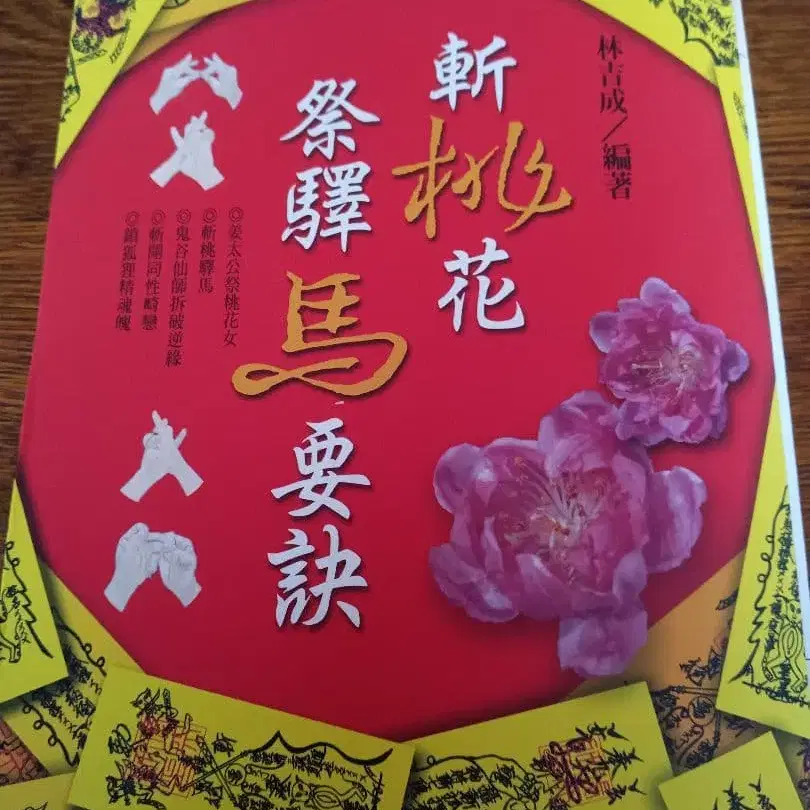 林吉成/編著
斬桃花
祭驛馬要訣
◎姜太公祭桃花女
◎斬桃驛馬
◎鬼谷仙師拆破逆緣
◎斬開同性畸戀
◎鎖狐狸精魂魄